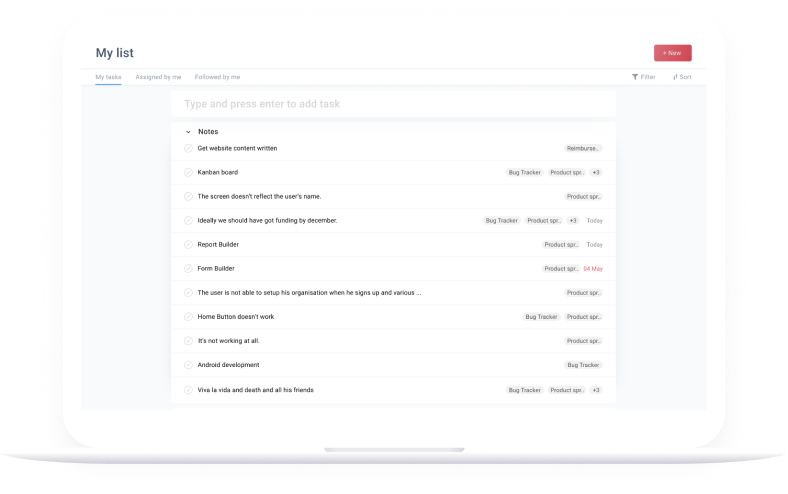 My list
+ New
My tasks Assigned by me Followed by me Filter Sort
Type and press enter to add task
Notes
Get website content written Reimburse..
Kanban board Bug Tracker Product spr.. +3
The screen doesn't reflect the user's name. Product spr..
Ideally we should have got funding by december. Bug Tracker Product spr.. +3 Today
Report Builder Product spr.. Today
Form Builder Product spr.. 04 May
The user is not able to setup his organisation when he signs up and various ... Product spr..
Home Button doesn't work Bug Tracker Product spr..
It's not working at all. Product spr..
Android development Bug Tracker
Viva la vida and death and all his friends Bug Tracker Product spr.. +3